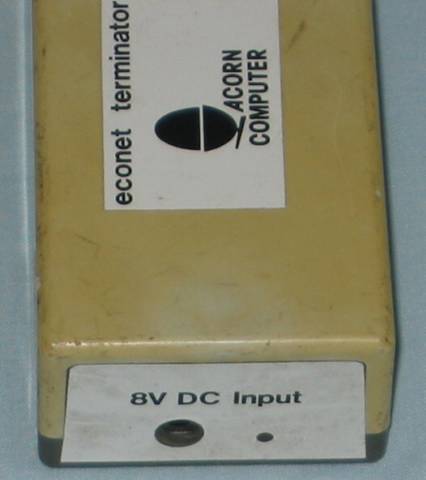 econet terminator
ACORN
COMPUTER
8V DC Input